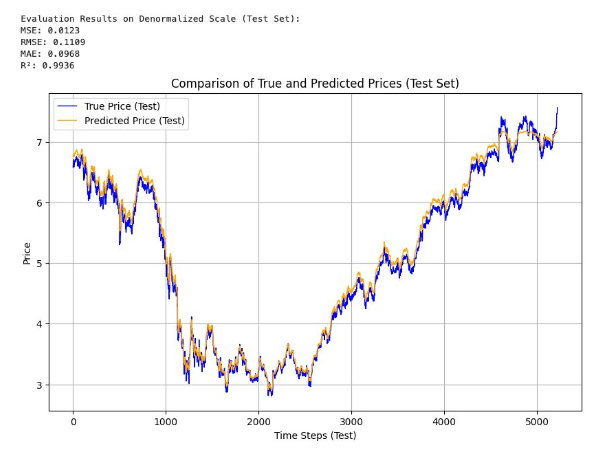 Evaluation Results on Denormalized Scale (Test Set):
MSE: 0.0123
RMSE: 0.1109
MAE: 0.0968
R²: 0.9936
Comparison of True and Predicted Prices (Test Set)
True Price (Test)
Predicted Price (Test)
7
6
5
4
3
Price
0 1000 2000 3000 4000 5000
Time Steps (Test)